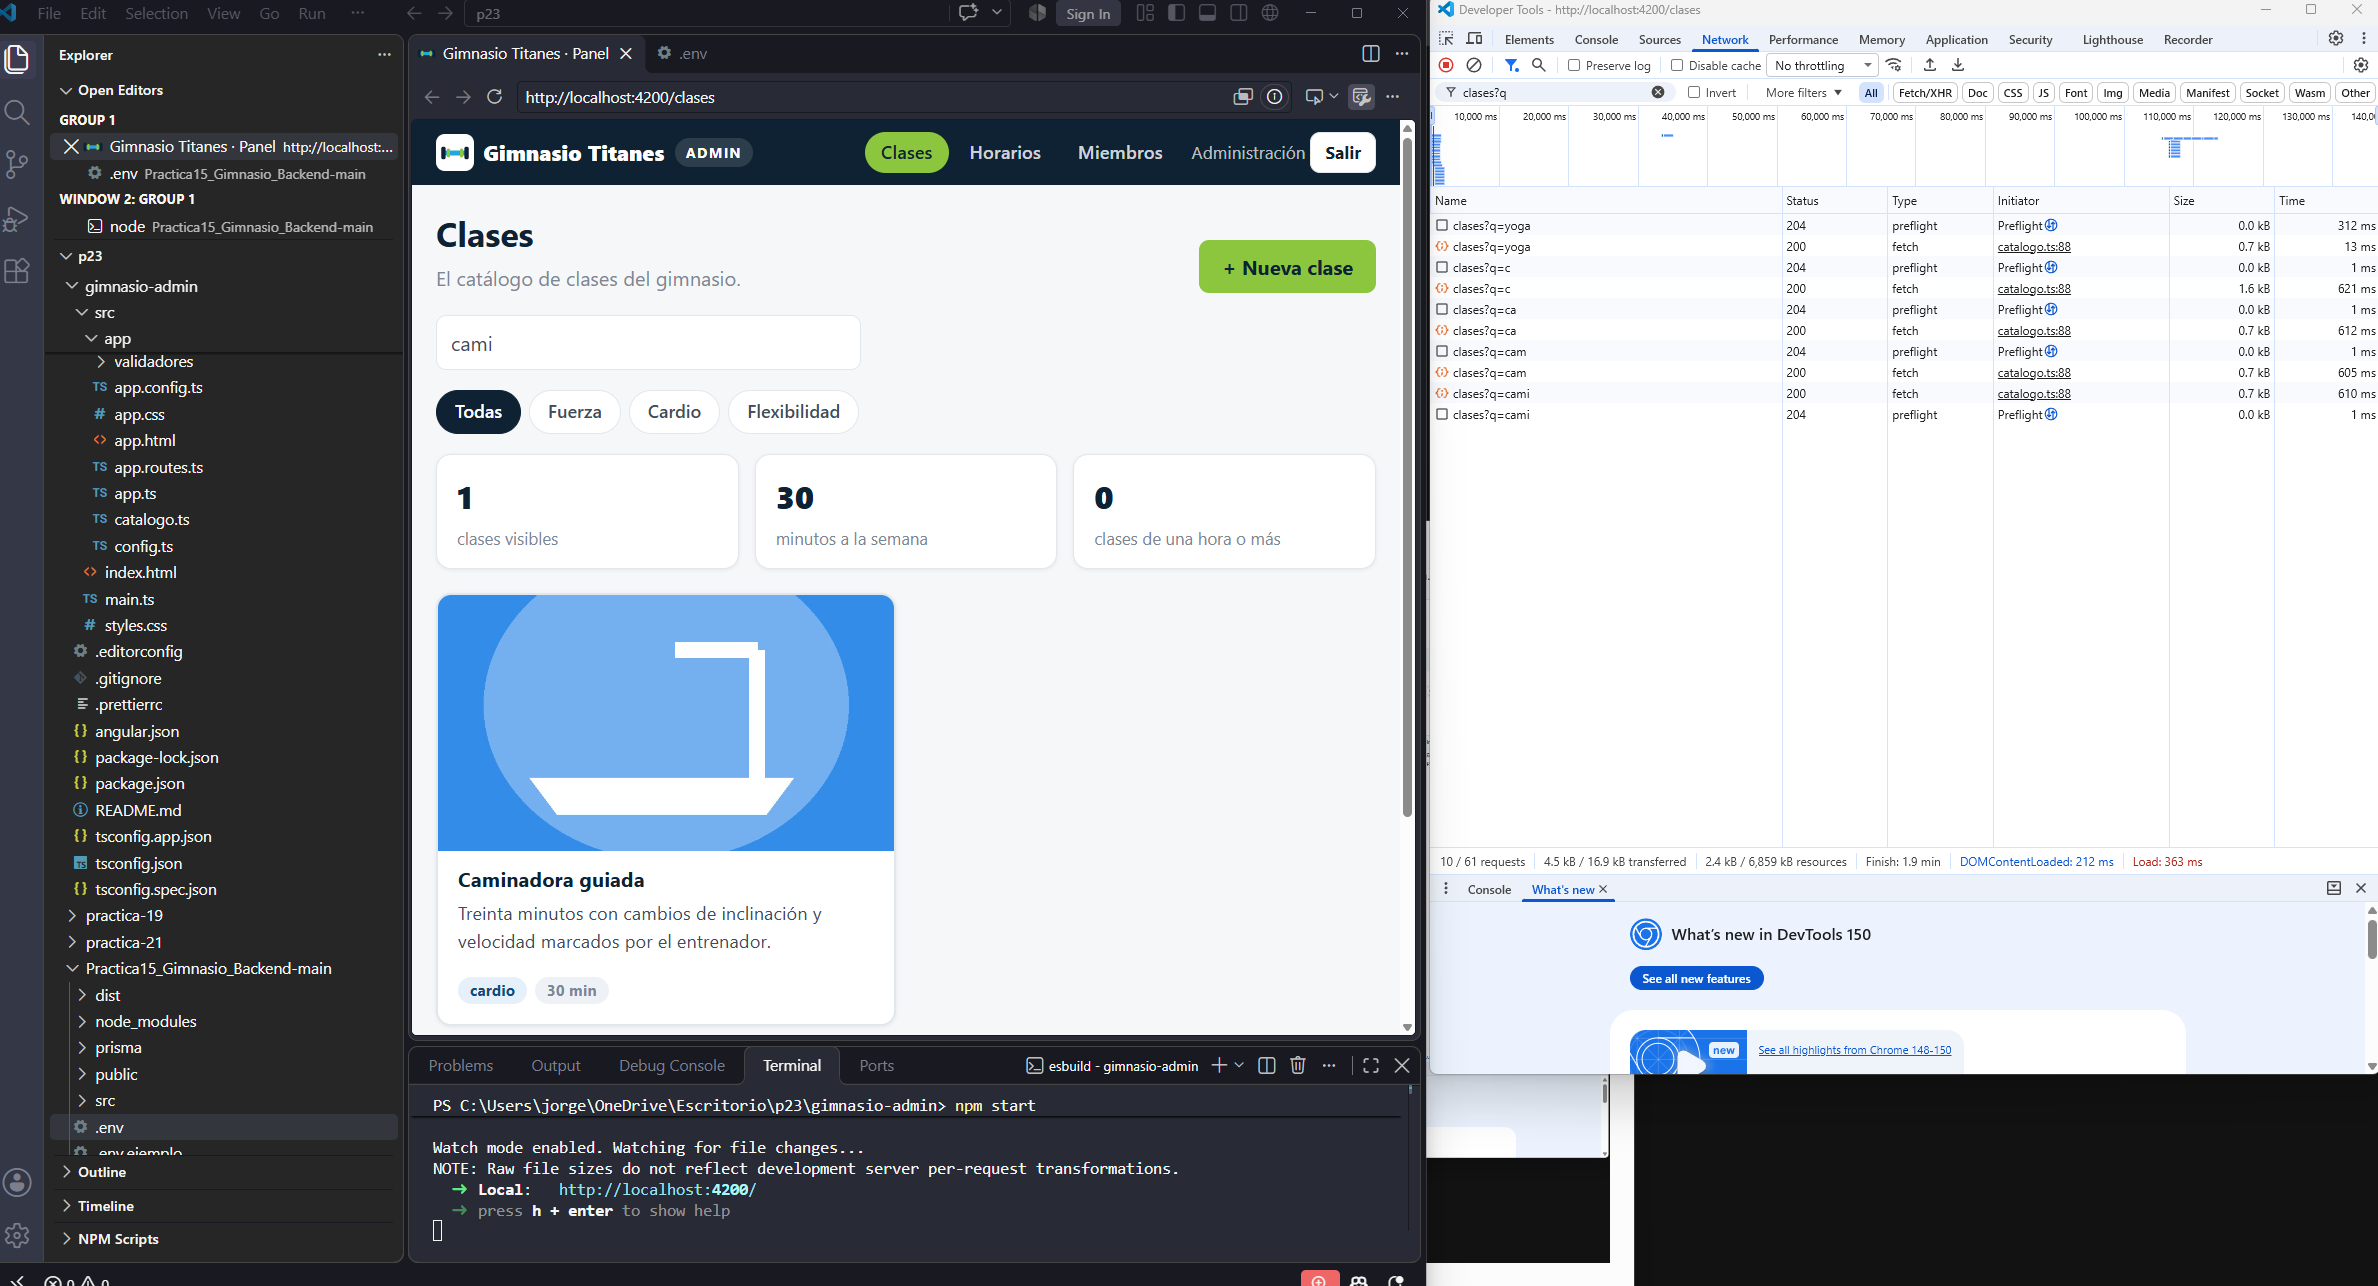 File Edit Selection View Go Run ··· p23 Sign In
Explorer
Open Editors
GROUP 1
Gimnasio Titanes · Panel http://localhost:...
.env Practica15_Gimnasio_Backend-main
WINDOW 2: GROUP 1
node Practica15_Gimnasio_Backend-main
p23
gimnasio-admin
src
app
validadores
TS app.config.ts
# app.css
<> app.html
TS app.routes.ts
TS app.ts
TS catalogo.ts
TS config.ts
<> index.html
TS main.ts
# styles.css
.editorconfig
.gitignore
.prettierrc
{} angular.json
{} package-lock.json
{} package.json
README.md
{} tsconfig.app.json
TS tsconfig.json
{} tsconfig.spec.json
practica-19
practica-21
Practica15_Gimnasio_Backend-main
dist
node_modules
prisma
public
src
.env
.env.ejemplo
Outline
Timeline
NPM Scripts
Gimnasio Titanes · Panel .env
http://localhost:4200/clases
Gimnasio Titanes ADMIN Clases Horarios Miembros Administración Salir
Clases
El catálogo de clases del gimnasio.
+ Nueva clase
cami
Todas Fuerza Cardio Flexibilidad
1 30 0
clases visibles minutos a la semana clases de una hora o más
Caminadora guiada
Treinta minutos con cambios de inclinación y
velocidad marcados por el entrenador.
cardio 30 min
Problems Output Debug Console Terminal Ports esbuild - gimnasio-admin
PS C:\Users\jorge\OneDrive\Escritorio\p23\gimnasio-admin> npm start
Watch mode enabled. Watching for file changes...
NOTE: Raw file sizes do not reflect development server per-request transformations.
➜ Local: http://localhost:4200/
➜ press h + enter to show help
Developer Tools - http://localhost:4200/clases
Elements Console Sources Network Performance Memory Application Security Lighthouse Recorder
Preserve log Disable cache No throttling
clases?q Invert More filters All Fetch/XHR Doc CSS JS Font Img Media Manifest Socket Wasm Other
10,000 ms 20,000 ms 30,000 ms 40,000 ms 50,000 ms 60,000 ms 70,000 ms 80,000 ms 90,000 ms 100,000 ms 110,000 ms 120,000 ms 130,000 ms 140,0
Name Status Type Initiator Size Time
clases?q=yoga 204 preflight Preflight 0.0 kB 312 ms
clases?q=yoga 200 fetch catalogo.ts:88 0.7 kB 13 ms
clases?q=c 204 preflight Preflight 0.0 kB 1 ms
clases?q=c 200 fetch catalogo.ts:88 1.6 kB 621 ms
clases?q=ca 204 preflight Preflight 0.0 kB 1 ms
clases?q=ca 200 fetch catalogo.ts:88 0.7 kB 612 ms
clases?q=cam 204 preflight Preflight 0.0 kB 1 ms
clases?q=cam 200 fetch catalogo.ts:88 0.7 kB 605 ms
clases?q=cami 200 fetch catalogo.ts:88 0.7 kB 610 ms
clases?q=cami 204 preflight Preflight 0.0 kB 1 ms
10 / 61 requests 4.5 kB / 16.9 kB transferred 2.4 kB / 6,859 kB resources Finish: 1.9 min DOMContentLoaded: 212 ms Load: 363 ms
Console What's new
What's new in DevTools 150
See all new features
new See all highlights from Chrome 148-150